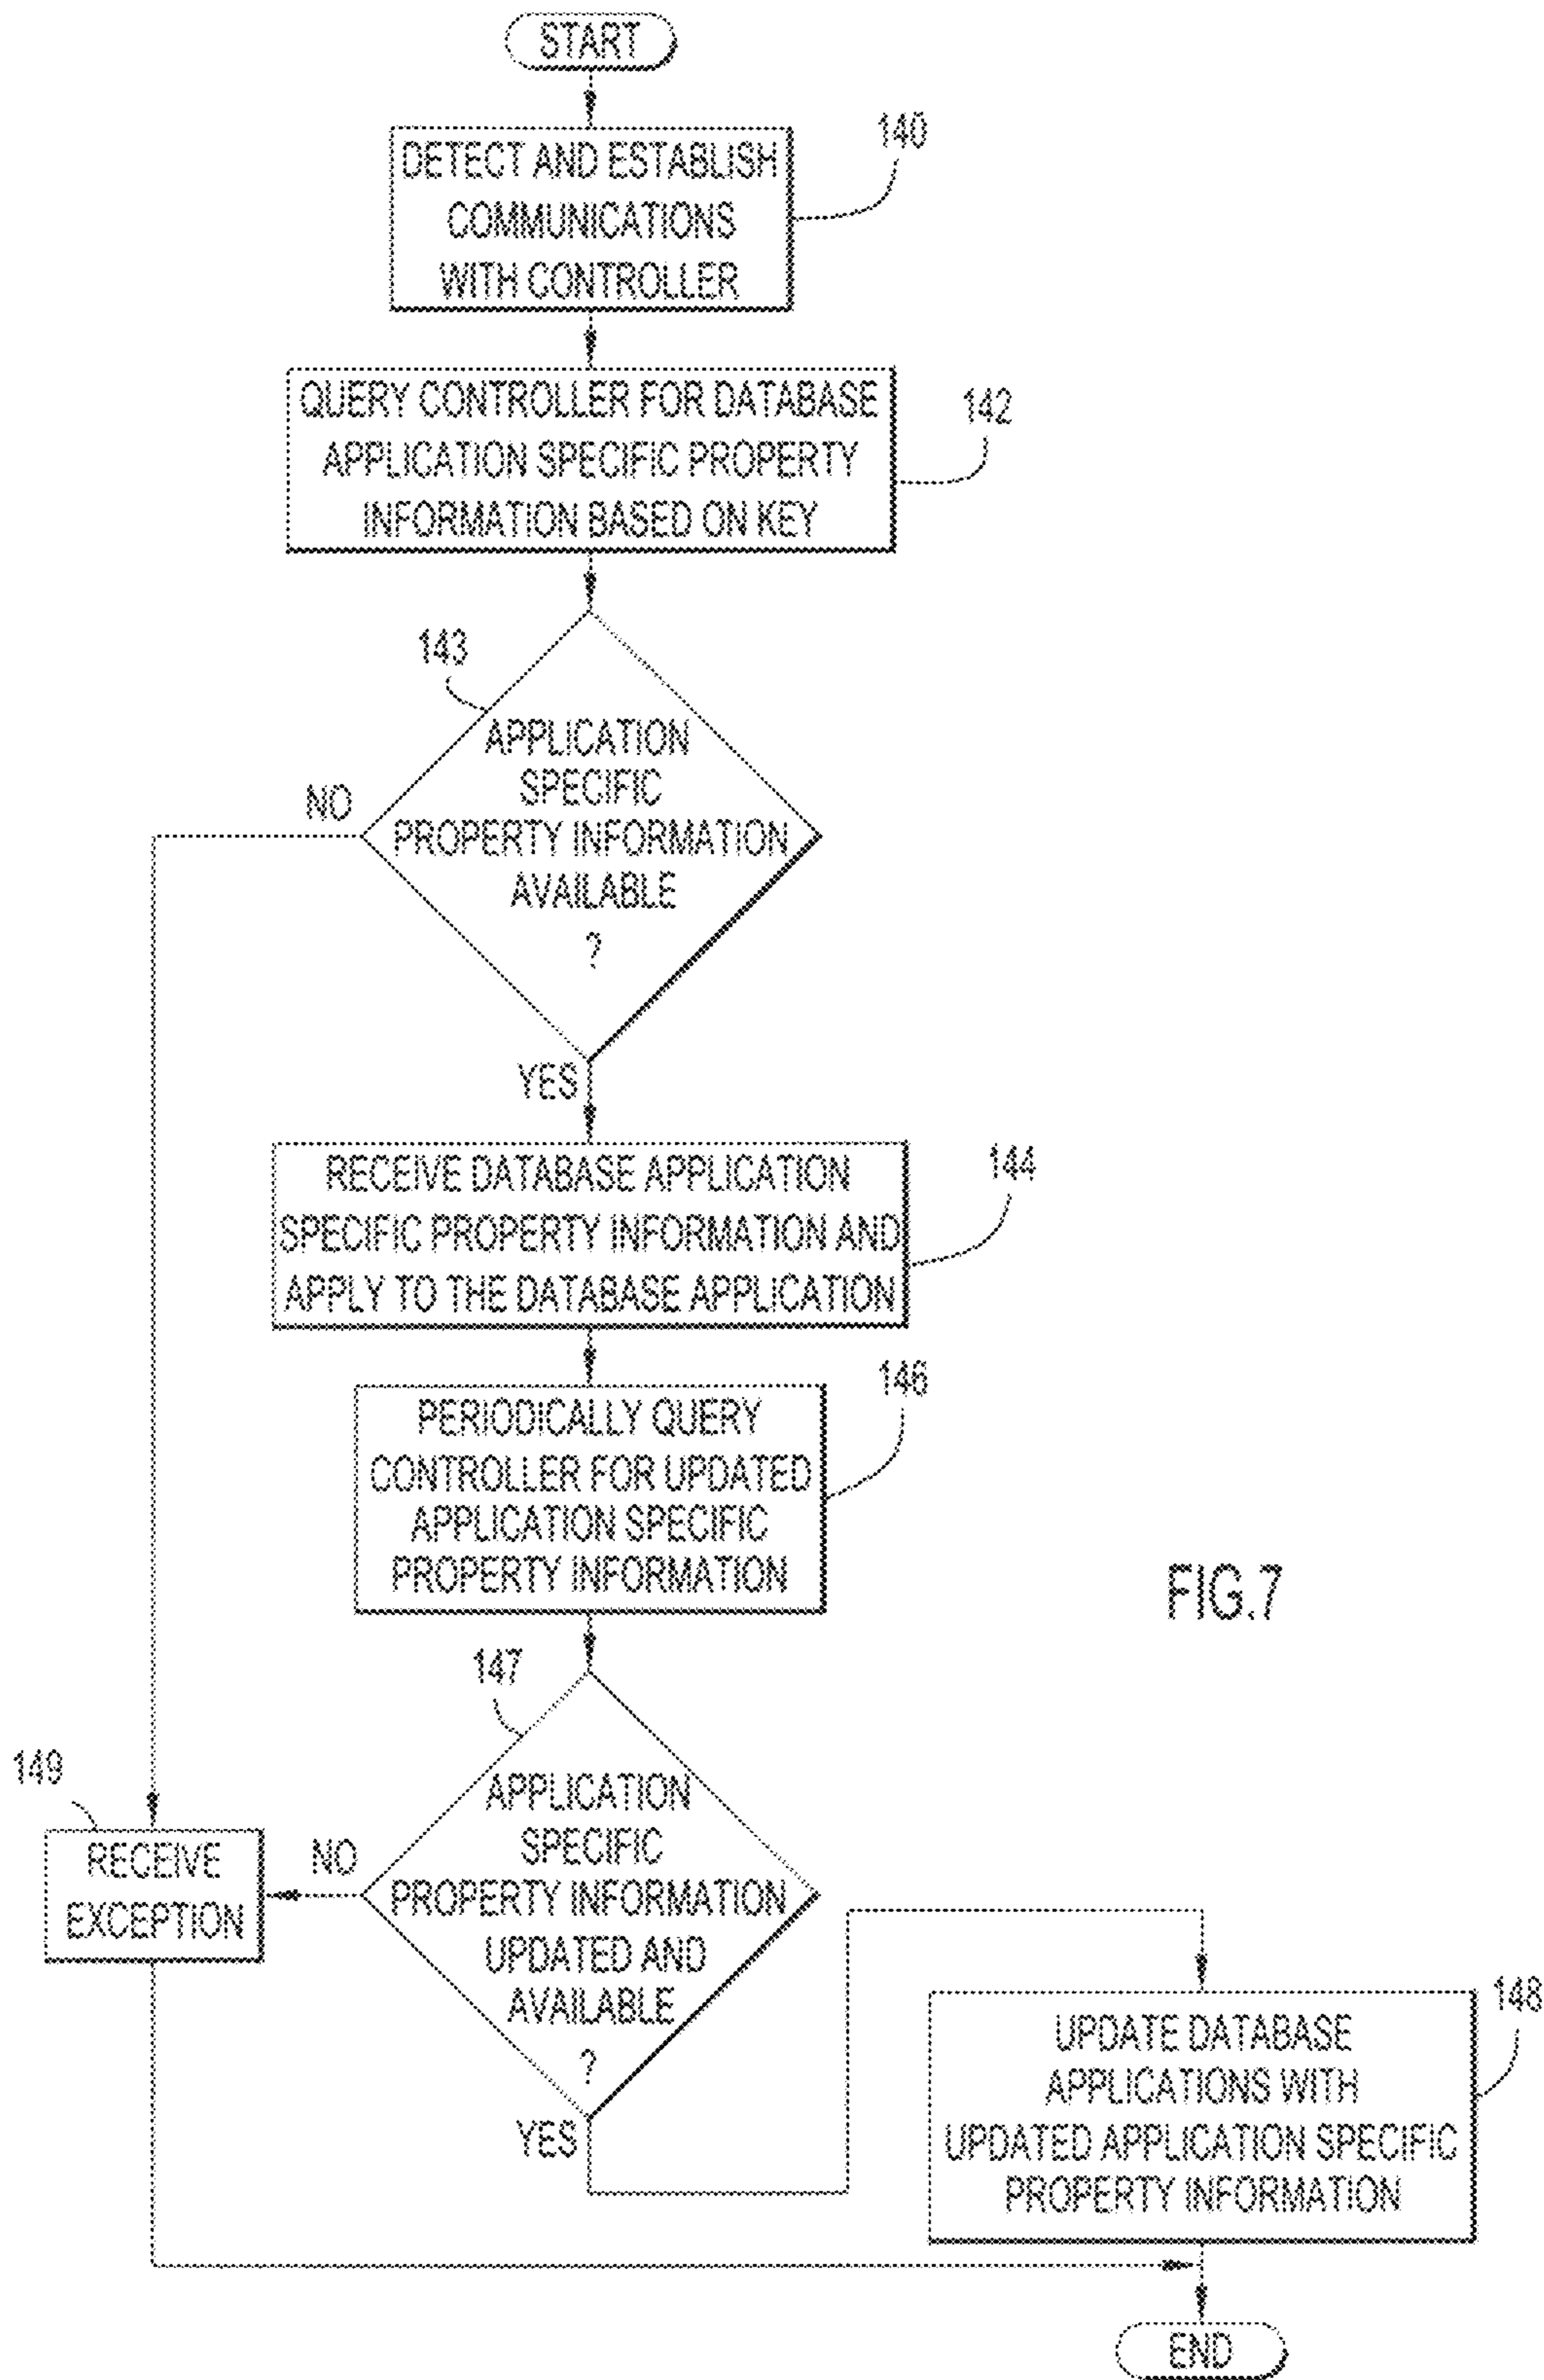 START
140
DETECT AND ESTABLISH
COMMUNICATIONS
WITH CONTROLLER
142
QUERY CONTROLLER FOR DATABASE
APPLICATION SPECIFIC PROPERTY
INFORMATION BASED ON KEY
143
APPLICATION
SPECIFIC
PROPERTY INFORMATION
AVAILABLE
?
NO
YES
144
RECEIVE DATABASE APPLICATION
SPECIFIC PROPERTY INFORMATION AND
APPLY TO THE DATABASE APPLICATION
146
PERIODICALLY QUERY
CONTROLLER FOR UPDATED
APPLICATION SPECIFIC
PROPERTY INFORMATION
FIG.7
147
APPLICATION
SPECIFIC
PROPERTY INFORMATION
UPDATED AND
AVAILABLE
?
NO
YES
149
RECEIVE
EXCEPTION
148
UPDATE DATABASE
APPLICATIONS WITH
UPDATED APPLICATION SPECIFIC
PROPERTY INFORMATION
END